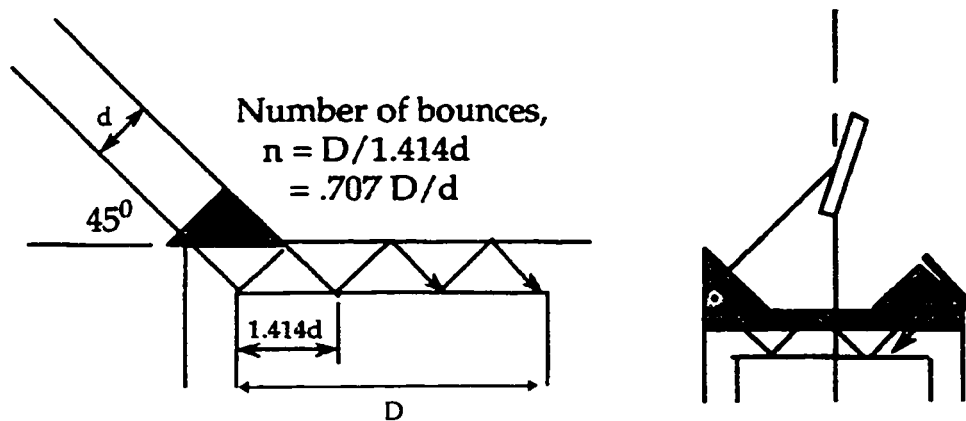 d
Number of bounces,
n = D/1.414d
= .707 D/d
45⁰
1.414d
D